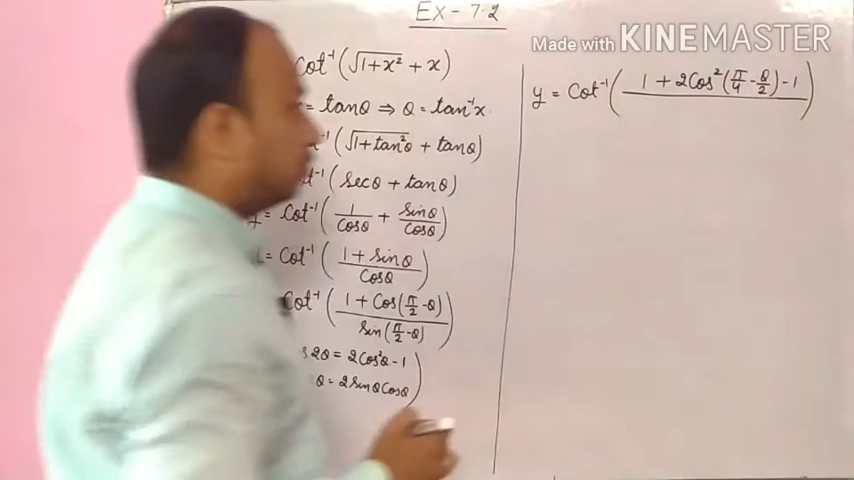 Ex - 7.2
Made with KINEMASTER
Cot⁻¹(√1+x² + x)
= tanθ ⇒ θ = tan⁻¹x.
⁻¹(√1+tan²θ + tanθ)
t⁻¹(secθ + tanθ)
y = Cot⁻¹(1/Cosθ + Sinθ/Cosθ)
= Cot⁻¹(1 + Sinθ/Cosθ)
Cot⁻¹(1 + Cos(π/2 - θ)/Sin(π/2 - θ))
s 2θ = 2Cos²θ - 1
θ = 2SinθCosθ
y = Cot⁻¹(1 + 2Cos²(π/4 - θ/2) - 1)